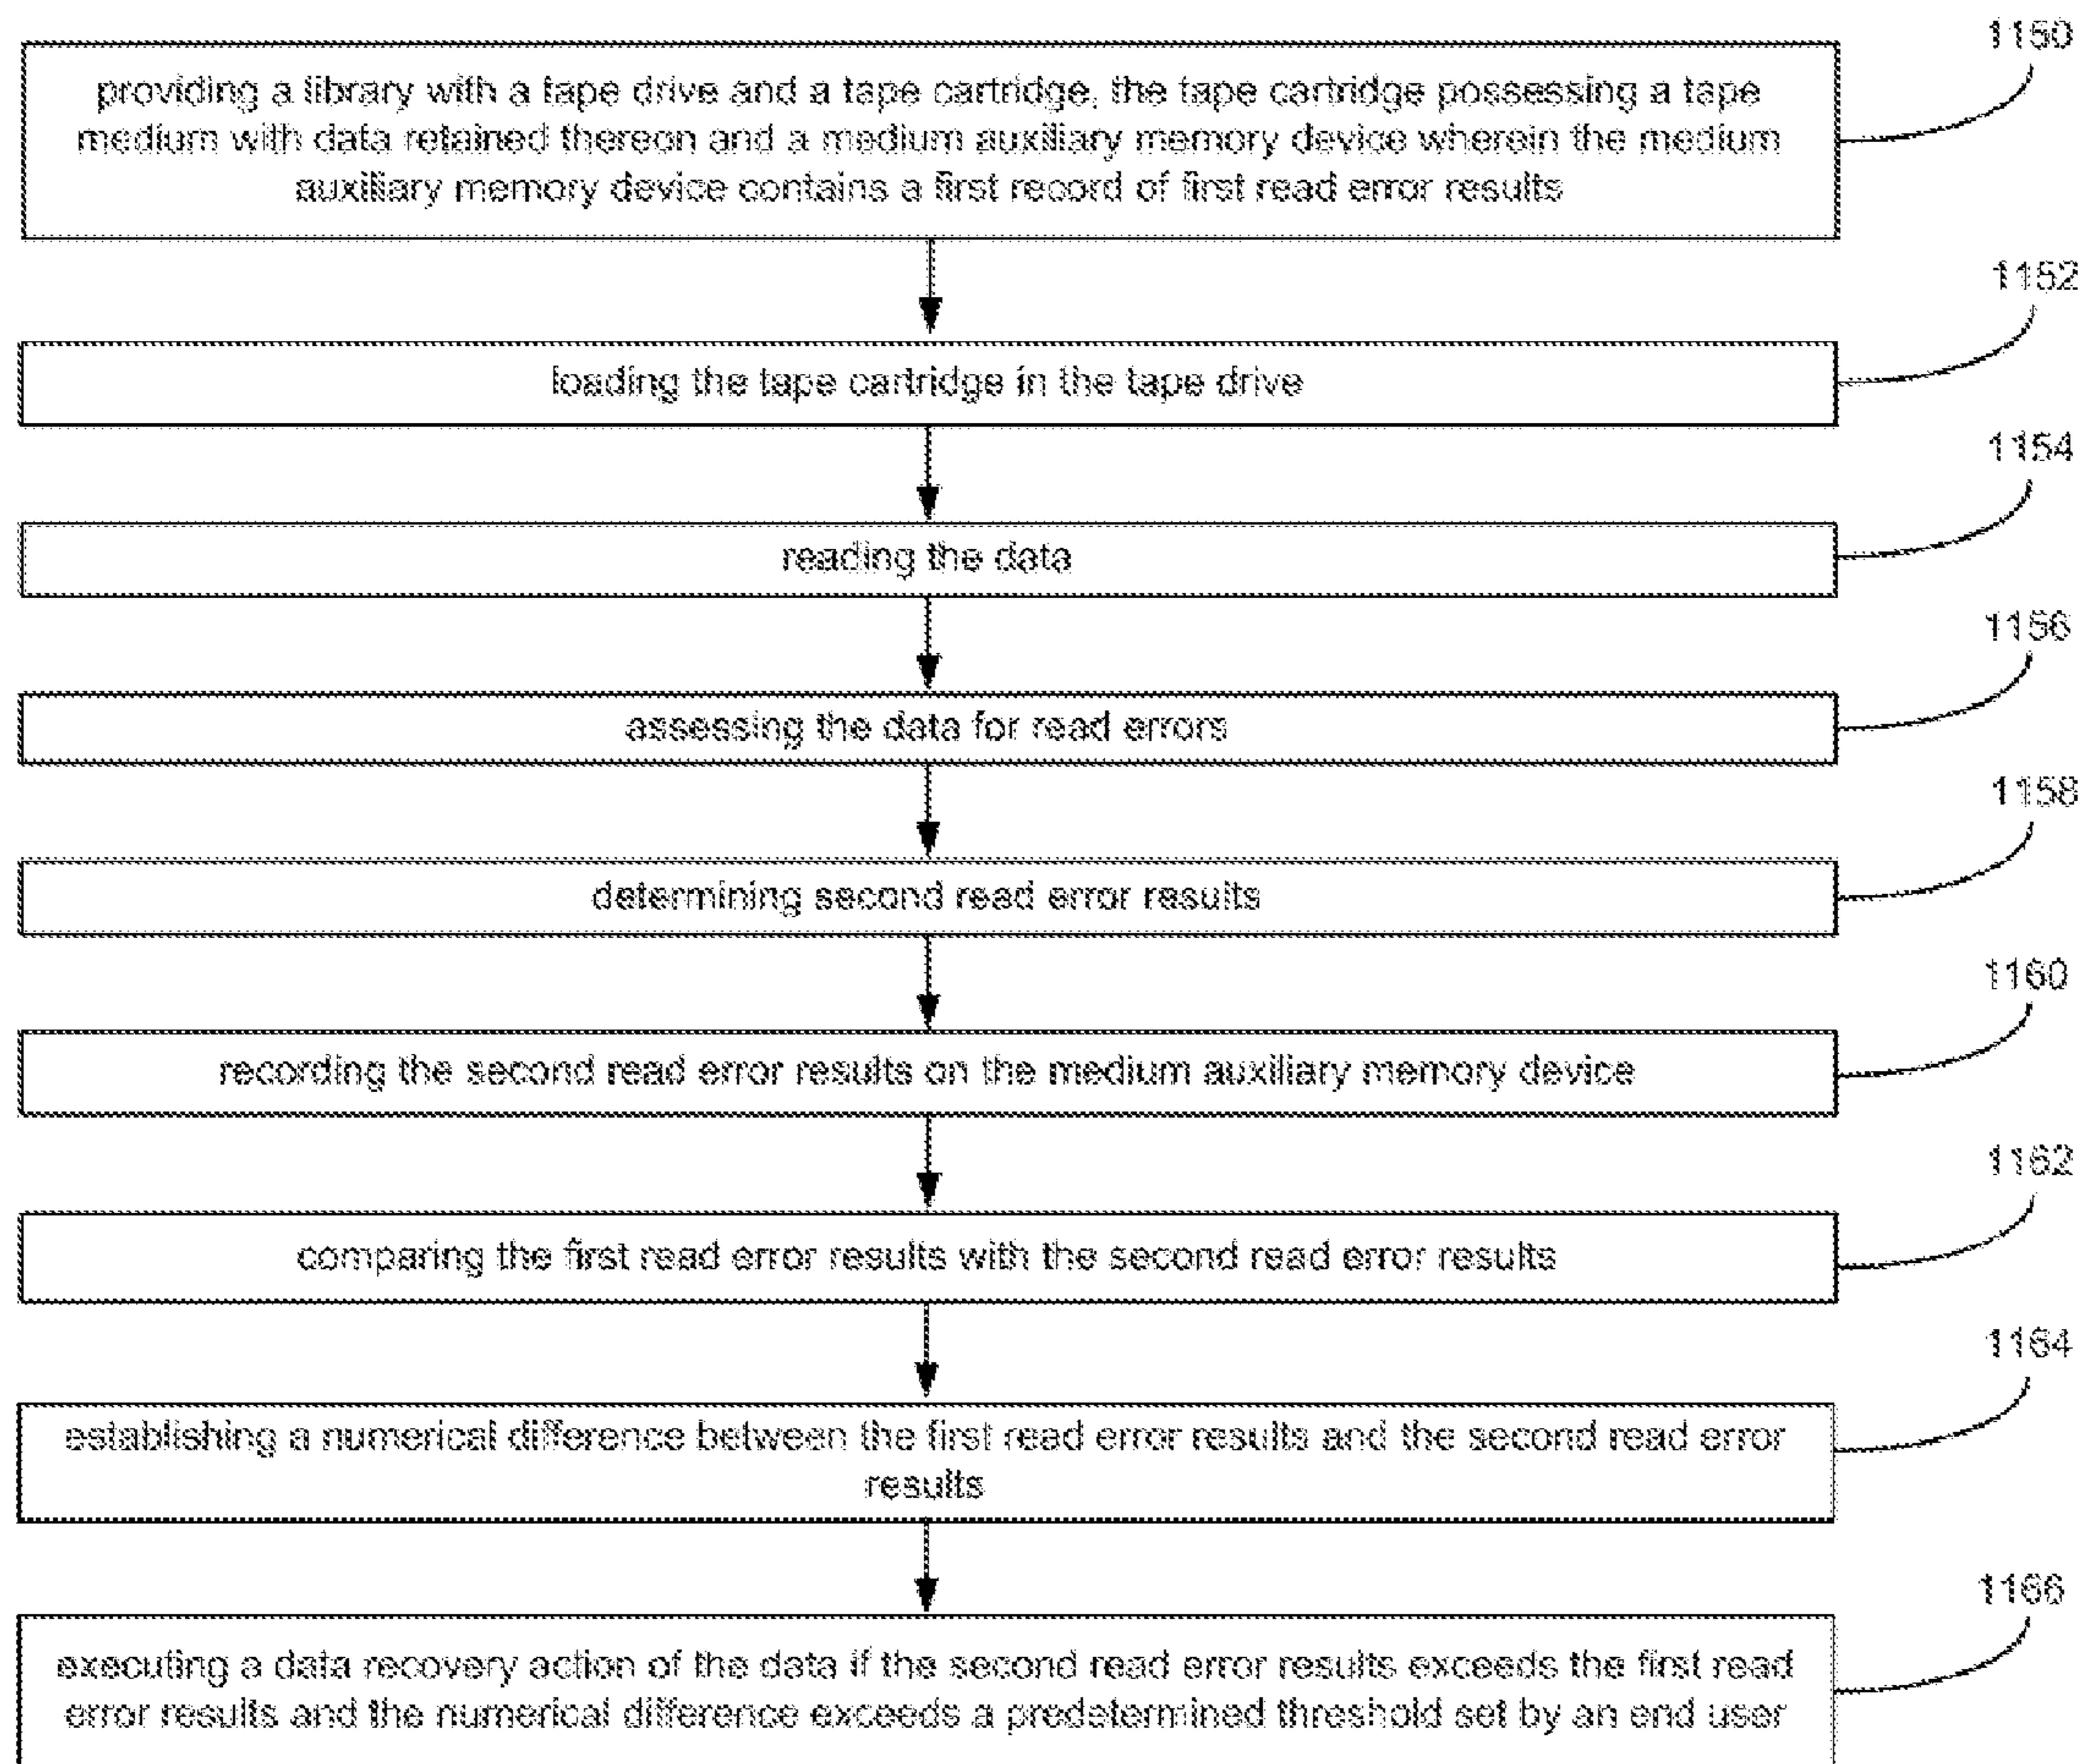 1150
providing a library with a tape drive and a tape cartridge, the tape cartridge possessing a tape
medium with data retained thereon and a medium auxiliary memory device wherein the medium
auxiliary memory device contains a first record of first read error results
1152
loading the tape cartridge in the tape drive
1154
reading the data
1156
assessing the data for read errors
1158
determining second read error results
1160
recording the second read error results on the medium auxiliary memory device
1162
comparing the first read error results with the second read error results
1164
establishing a numerical difference between the first read error results and the second read error
results
1166
executing a data recovery action of the data if the second read error results exceeds the first read
error results and the numerical difference exceeds a predetermined threshold set by an end user